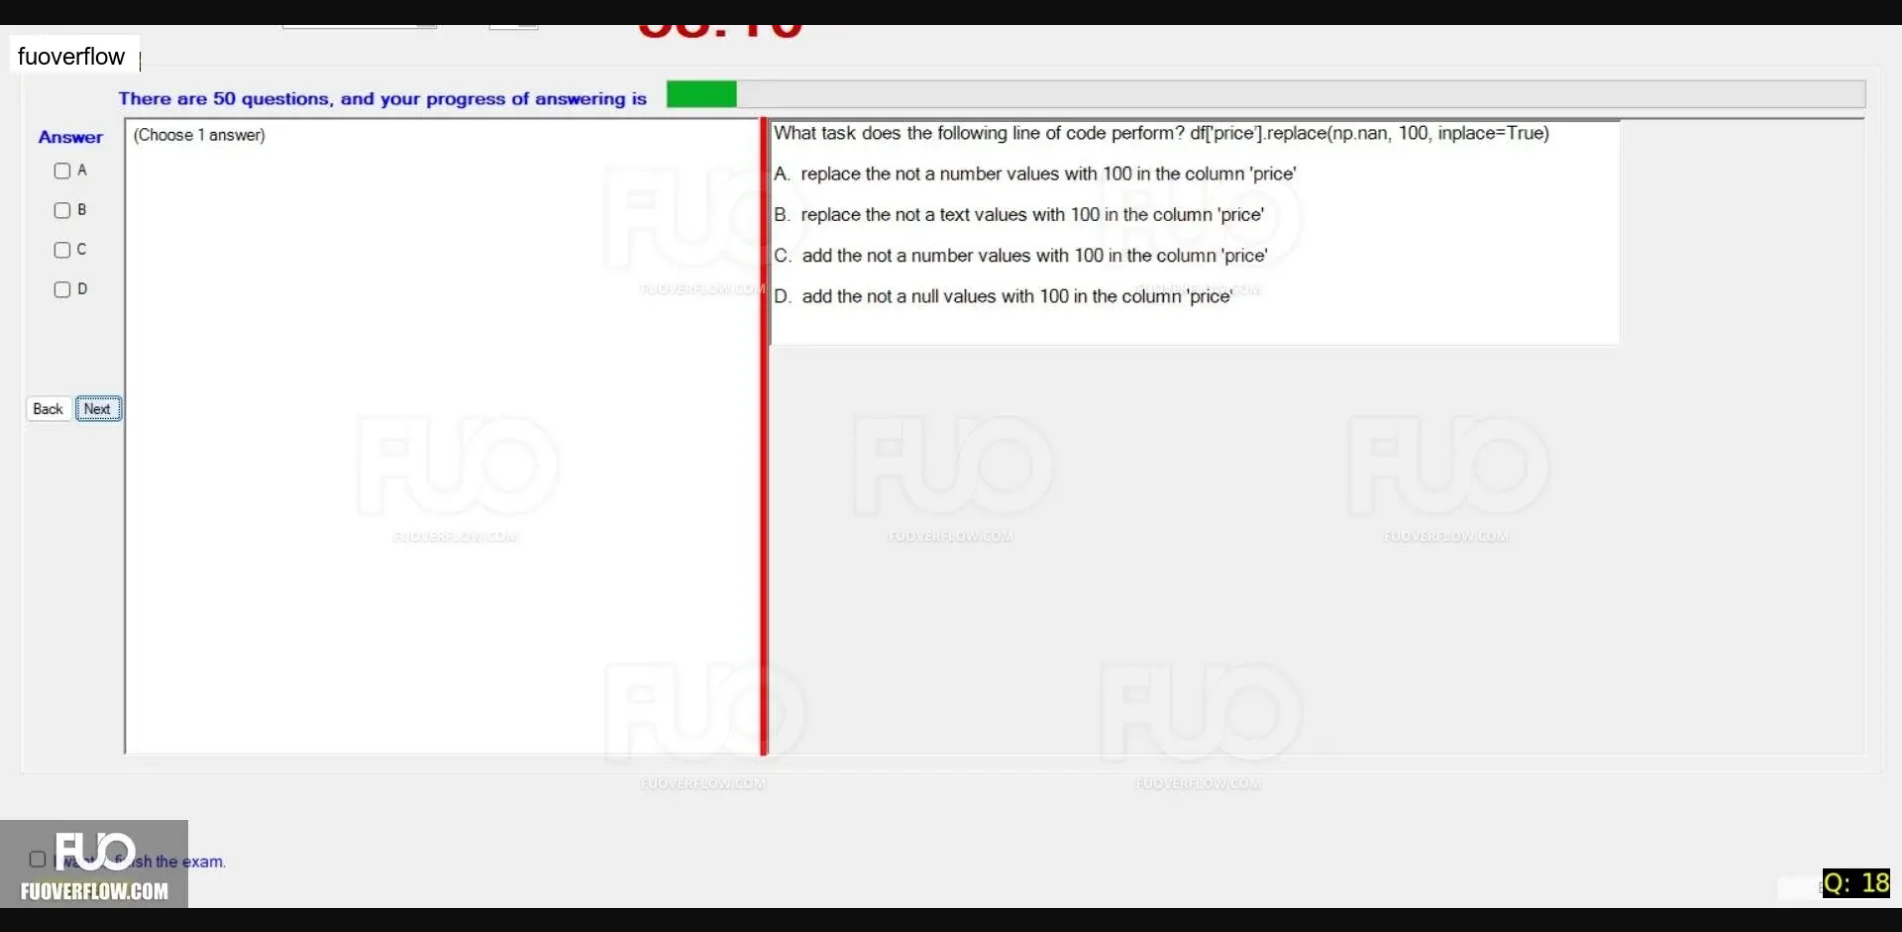 fuoverflow
There are 50 questions, and your progress of answering is
Answer
(Choose 1 answer)
A
B
C
D
Back
Next
What task does the following line of code perform? df['price'].replace(np.nan, 100, inplace=True)
A. replace the not a number values with 100 in the column 'price'
B. replace the not a text values with 100 in the column 'price'
C. add the not a number values with 100 in the column 'price'
D. add the not a null values with 100 in the column 'price'
FUO
FUOVERFLOW.COM
FUO
FUOVERFLOW.COM
FUO
FUOVERFLOW.COM
FUO
FUOVERFLOW.COM
FUO
FUOVERFLOW.COM
FUO
FUOVERFLOW.COM
FUO
FUOVERFLOW.COM
the exam.
FUO
FUOVERFLOW.COM
Q: 18